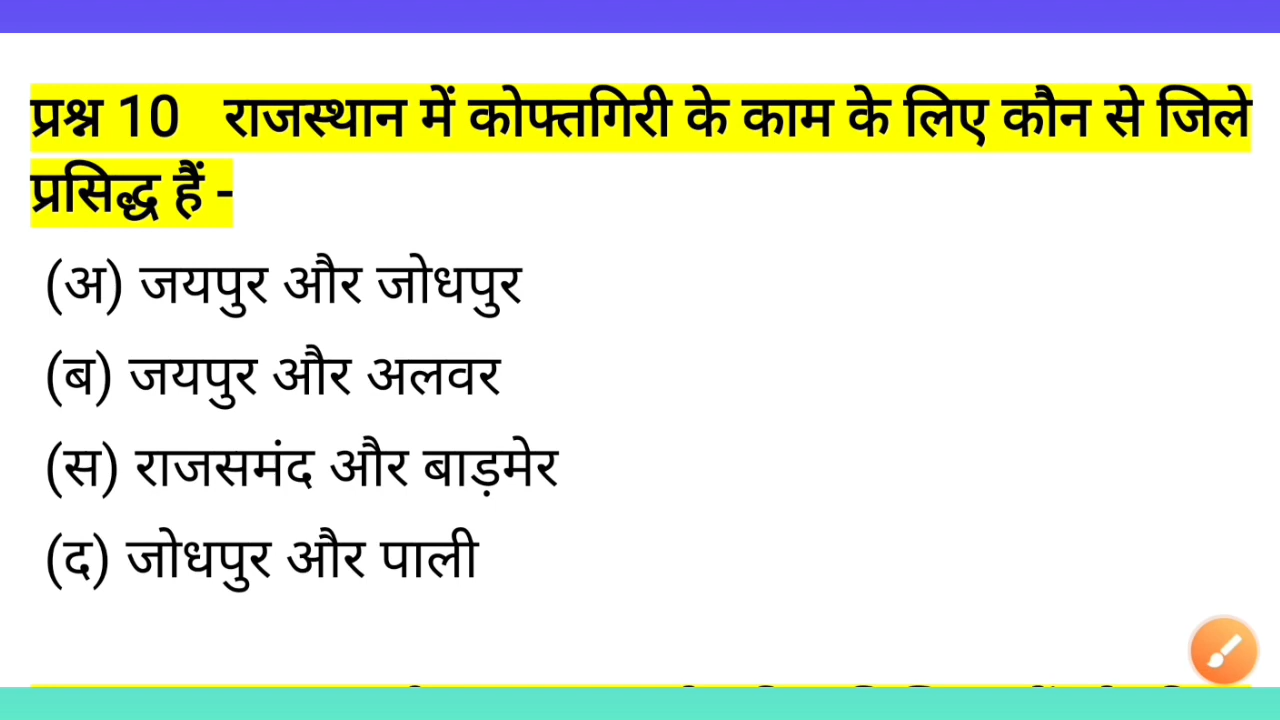 प्रश्न 10 राजस्थान में कोफ्तगिरी के काम के लिए कौन से जिले
प्रसिद्ध हैं -
(अ) जयपुर और जोधपुर
(ब) जयपुर और अलवर
(स) राजसमंद और बाड़मेर
(द) जोधपुर और पाली